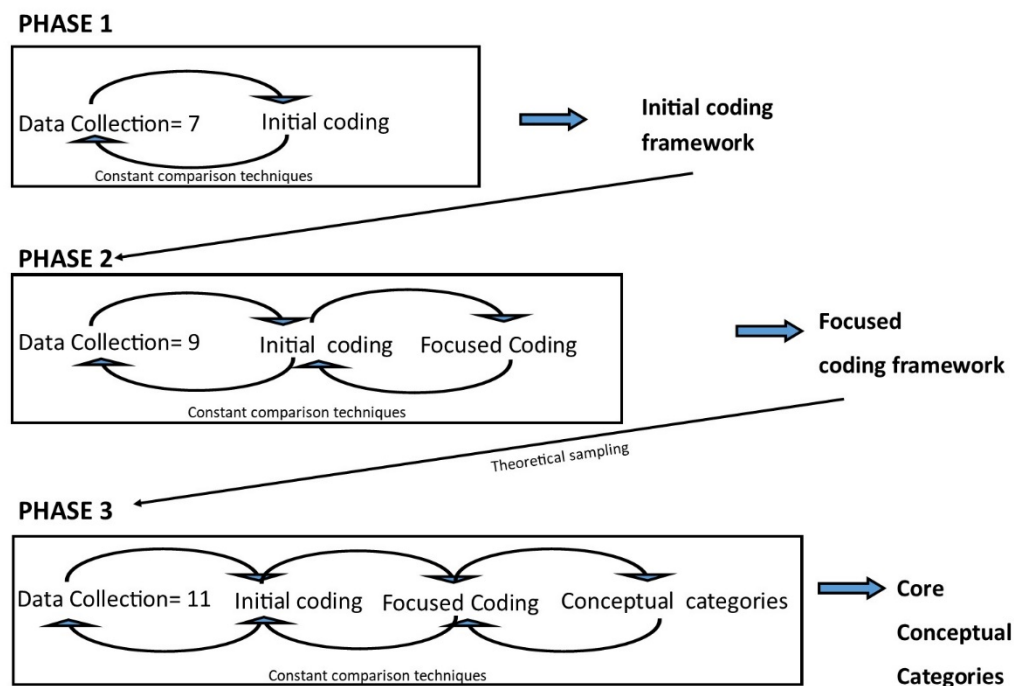 PHASE 1
Data Collection= 7
Initial coding
Constant comparison techniques
Initial coding
framework
PHASE 2
Data Collection= 9
Initial coding
Focused Coding
Constant comparison techniques
Focused
coding framework
Theoretical sampling
PHASE 3
Data Collection= 11
Initial coding
Focused Coding
Conceptual categories
Constant comparison techniques
Core
Conceptual
Categories